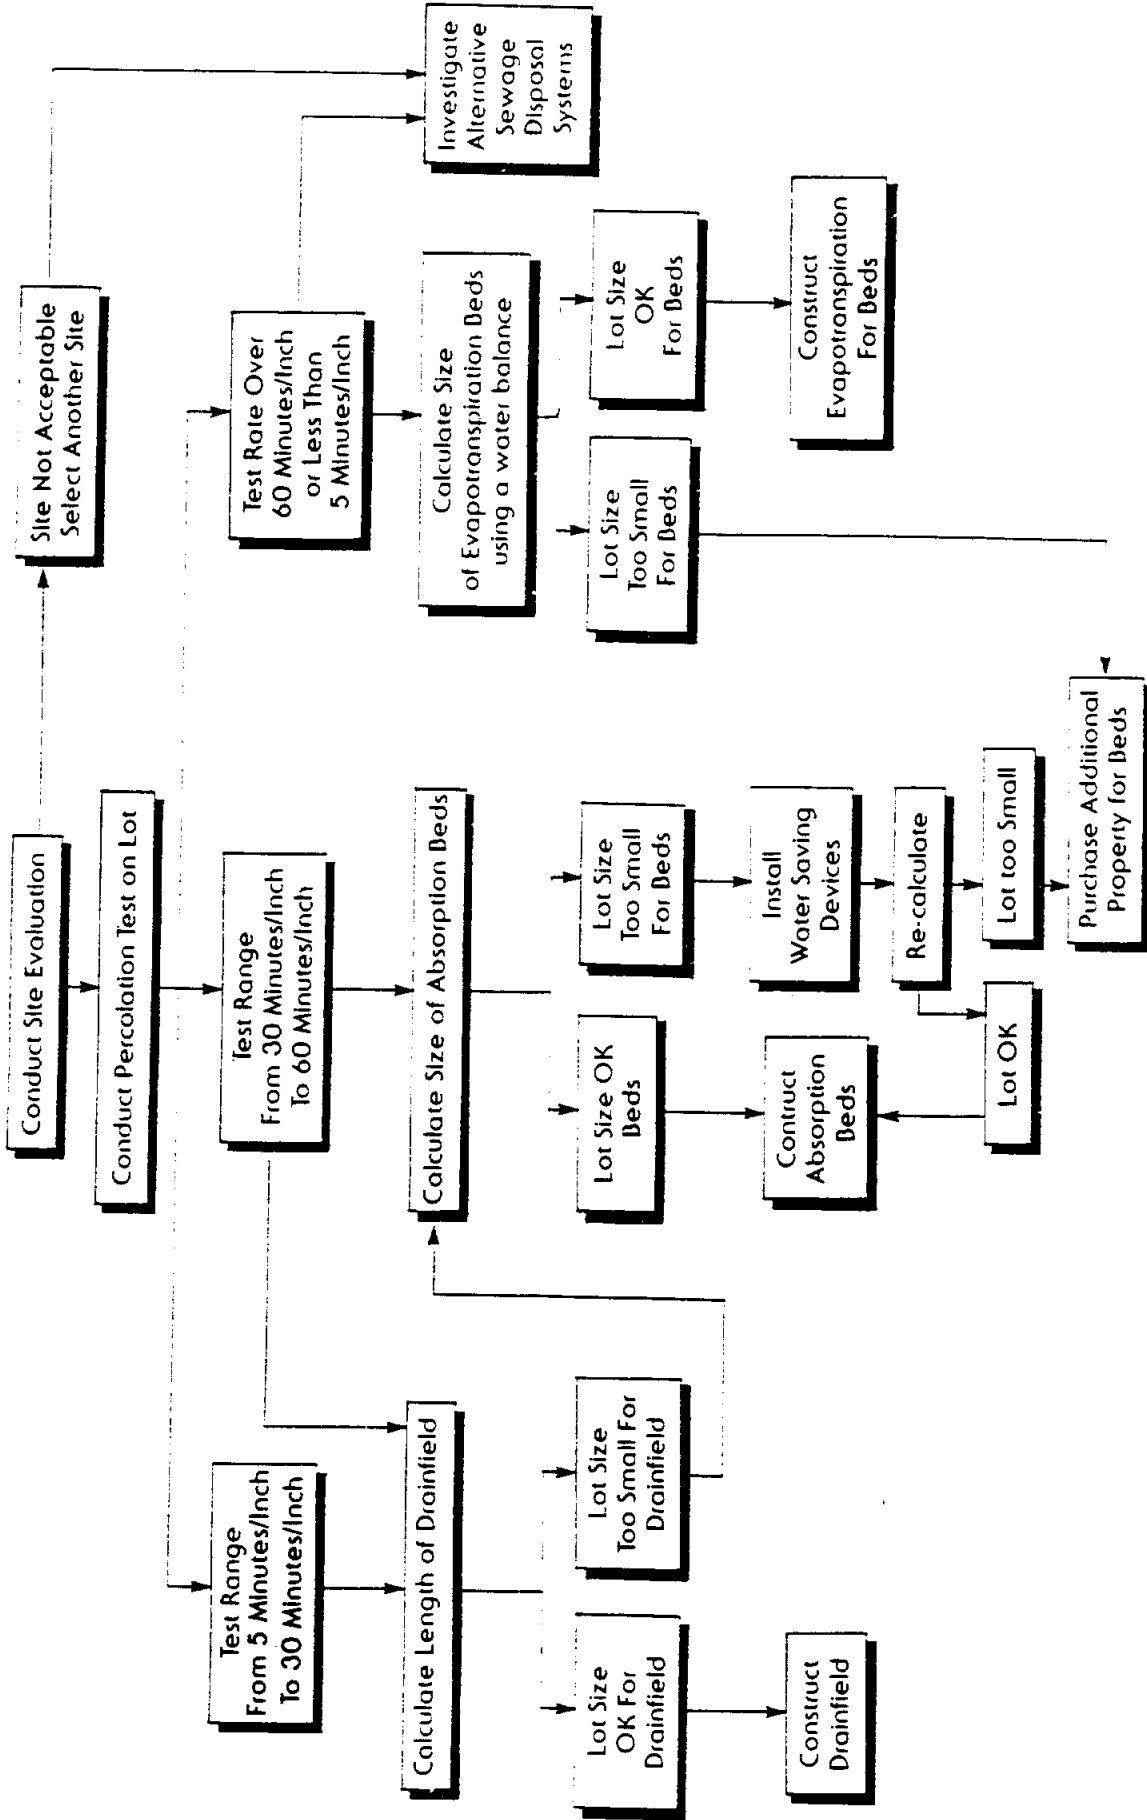 Conduct Site Evaluation
Site Not Acceptable
Select Another Site
Conduct Percolation Test on Lot
Test Range
From 5 Minutes/Inch
To 30 Minutes/Inch
Test Range
From 30 Minutes/Inch
To 60 Minutes/Inch
Test Rate Over
60 Minutes/Inch
or Less Than
5 Minutes/Inch
Calculate Length of Drainfield
Calculate Size of Absorption Beds
Calculate Size
of Evapotranspiration Beds
using a water balance
Investigate
Alternative
Sewage
Disposal
Systems
Lot Size
OK For
Drainfield
Lot Size
Too Small For
Drainfield
Lot Size OK
Beds
Lot Size
Too Small
For Beds
Lot Size
Too Small
For Beds
Lot Size
OK
For Beds
Construct
Drainfield
Contruct
Absorption
Beds
Install
Water Saving
Devices
Construct
Evapotranspiration
For Beds
Re-calculate
Lot OK
Lot too Small
Purchase Additional
Property for Beds